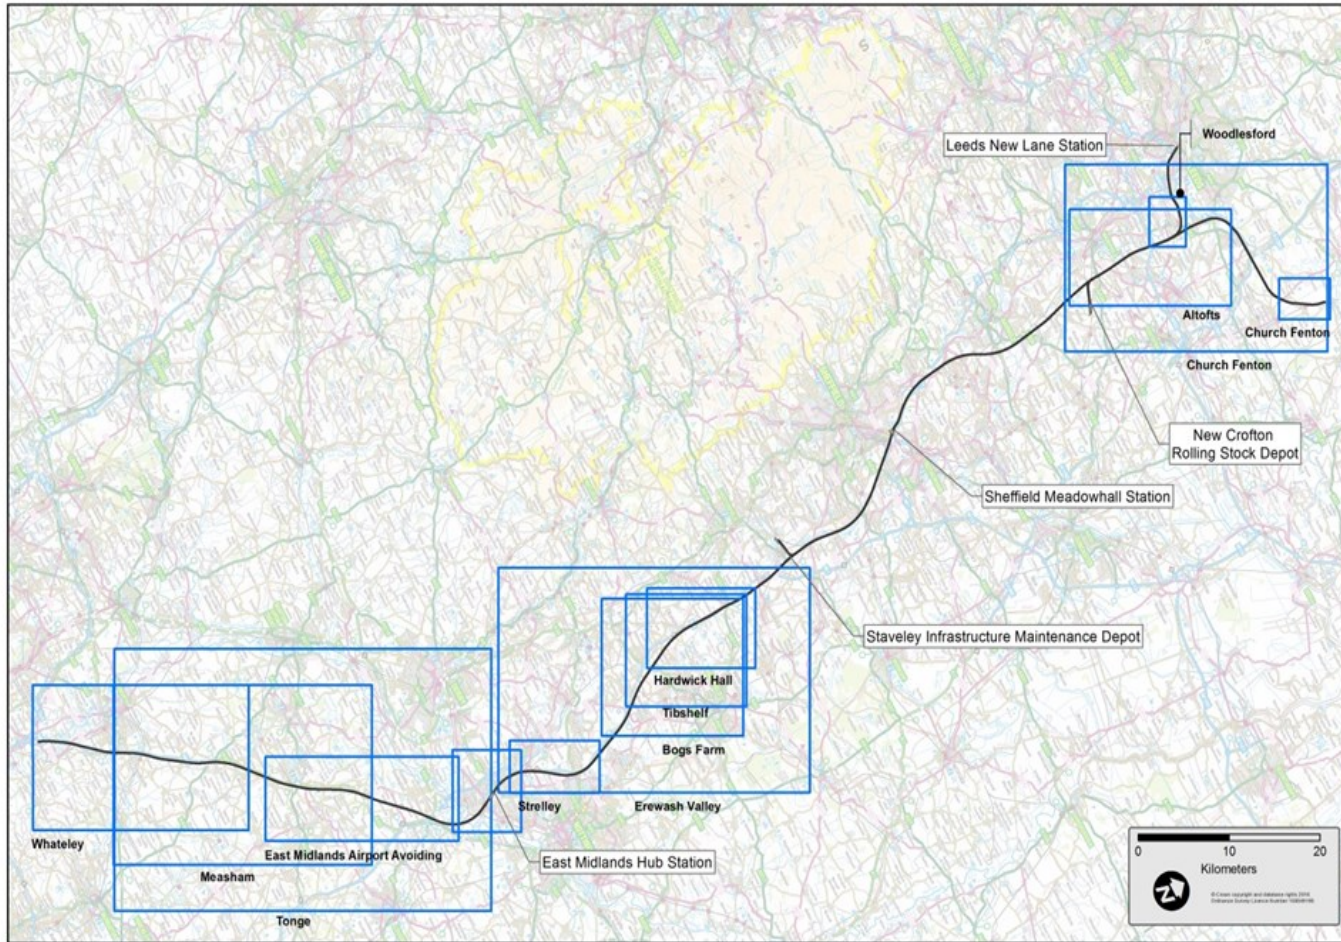 Woodlesford
Leeds New Lane Station
Altofts
Church Fenton
Church Fenton
New Crofton
Rolling Stock Depot
Sheffield Meadowhall Station
Staveley Infrastructure Maintenance Depot
Hardwick Hall
Tibshelf
Bogs Farm
Strelley
Erewash Valley
Whateley
East Midlands Airport Avoiding
East Midlands Hub Station
Measham
Tonge
0 10 20
Kilometers
N